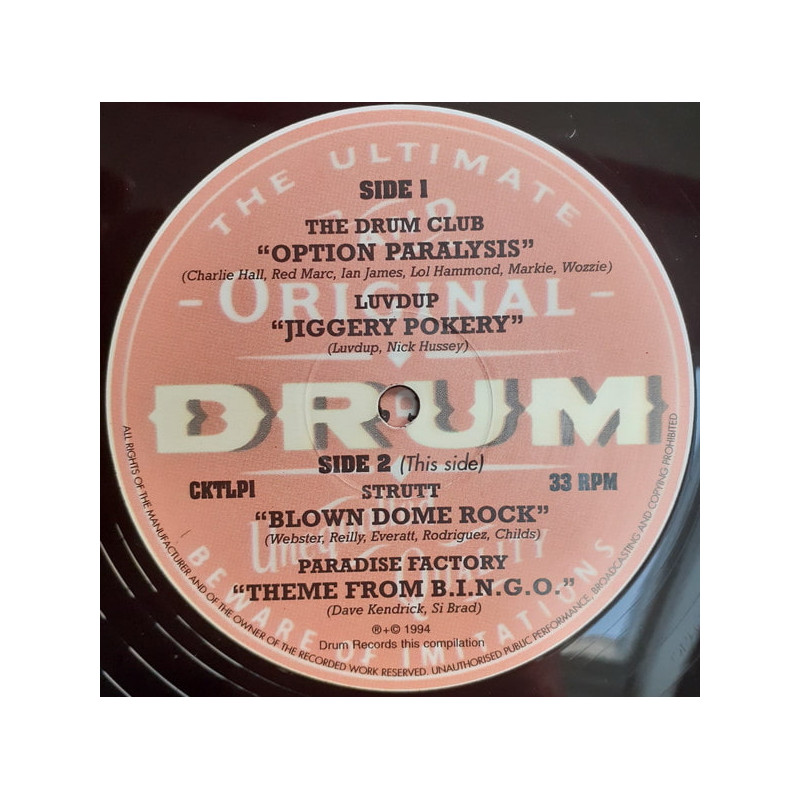 THE ULTIMATE
AND
- ORIGINAL -
DRUM
SIDE 1
THE DRUM CLUB
"OPTION PARALYSIS"
(Charlie Hall, Red Marc, Ian James, Lol Hammond, Markie, Wozzie)
LUVDUP
"JIGGERY POKERY"
(Luvdup, Nick Hussey)
SIDE 2 (This side)
CKTLP1
33 RPM
STRUTT
"BLOWN DOME ROCK"
(Webster, Reilly, Everatt, Rodriguez, Childs)
PARADISE FACTORY
"THEME FROM B.I.N.G.O."
(Dave Kendrick, Si Brad)
℗+© 1994
Drum Records this compilation
BEWARE OF IMITATIONS
ALL RIGHTS OF THE MANUFACTURER AND OF THE OWNER OF THE RECORDED WORK RESERVED. UNAUTHORISED PUBLIC PERFORMANCE, BROADCASTING AND COPYING PROHIBITED